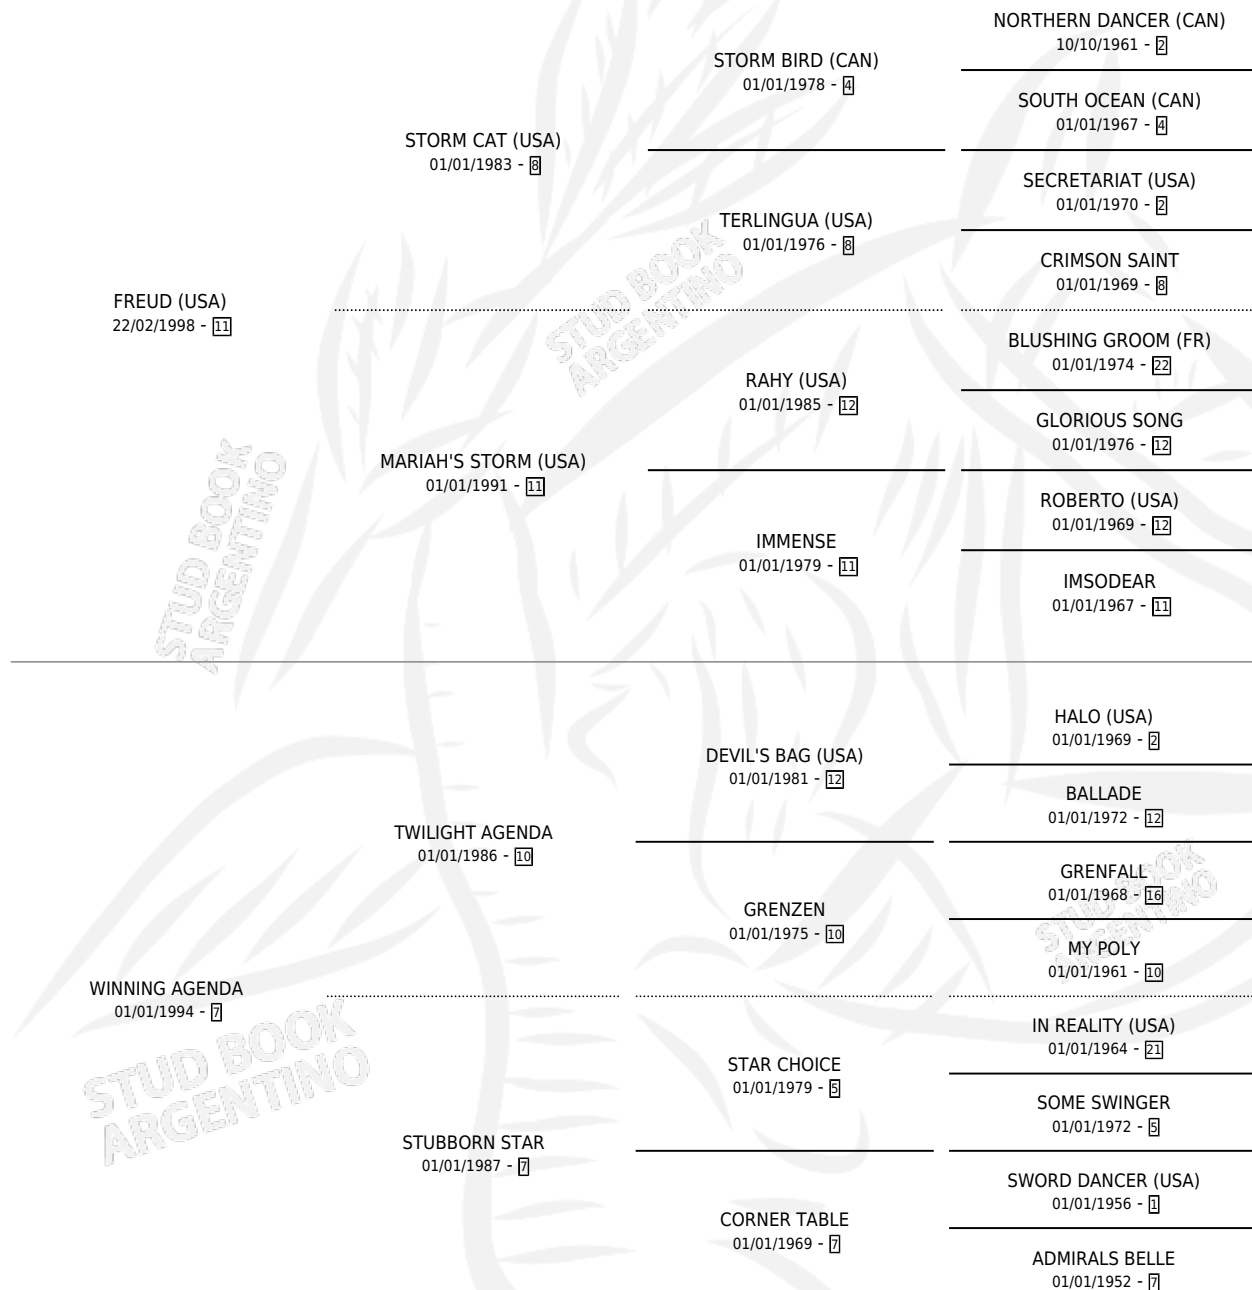 NORTHERN DANCER (CAN)
10/10/1961 - 2
STORM BIRD (CAN)
01/01/1978 - 4
SOUTH OCEAN (CAN)
01/01/1967 - 4
STORM CAT (USA)
01/01/1983 - 8
SECRETARIAT (USA)
01/01/1970 - 2
TERLINGUA (USA)
01/01/1976 - 8
CRIMSON SAINT
01/01/1969 - 8
FREUD (USA)
22/02/1998 - 11
BLUSHING GROOM (FR)
01/01/1974 - 22
RAHY (USA)
01/01/1985 - 12
GLORIOUS SONG
01/01/1976 - 12
MARIAH'S STORM (USA)
01/01/1991 - 11
ROBERTO (USA)
01/01/1969 - 12
IMMENSE
01/01/1979 - 11
IMSODEAR
01/01/1967 - 11
HALO (USA)
01/01/1969 - 2
DEVIL'S BAG (USA)
01/01/1981 - 12
BALLADE
01/01/1972 - 12
TWILIGHT AGENDA
01/01/1986 - 10
GRENFALL
01/01/1968 - 16
GRENZEN
01/01/1975 - 10
MY POLY
01/01/1961 - 10
WINNING AGENDA
01/01/1994 - 7
IN REALITY (USA)
01/01/1964 - 21
STAR CHOICE
01/01/1979 - 5
SOME SWINGER
01/01/1972 - 5
STUBBORN STAR
01/01/1987 - 7
SWORD DANCER (USA)
01/01/1956 - 1
CORNER TABLE
01/01/1969 - 7
ADMIRALS BELLE
01/01/1952 - 7
STUD BOOK
ARGENTINO
STUD BOOK
ARGENTINO
STUD BOOK
ARGENTINO
STUD BOOK
ARGENTINO